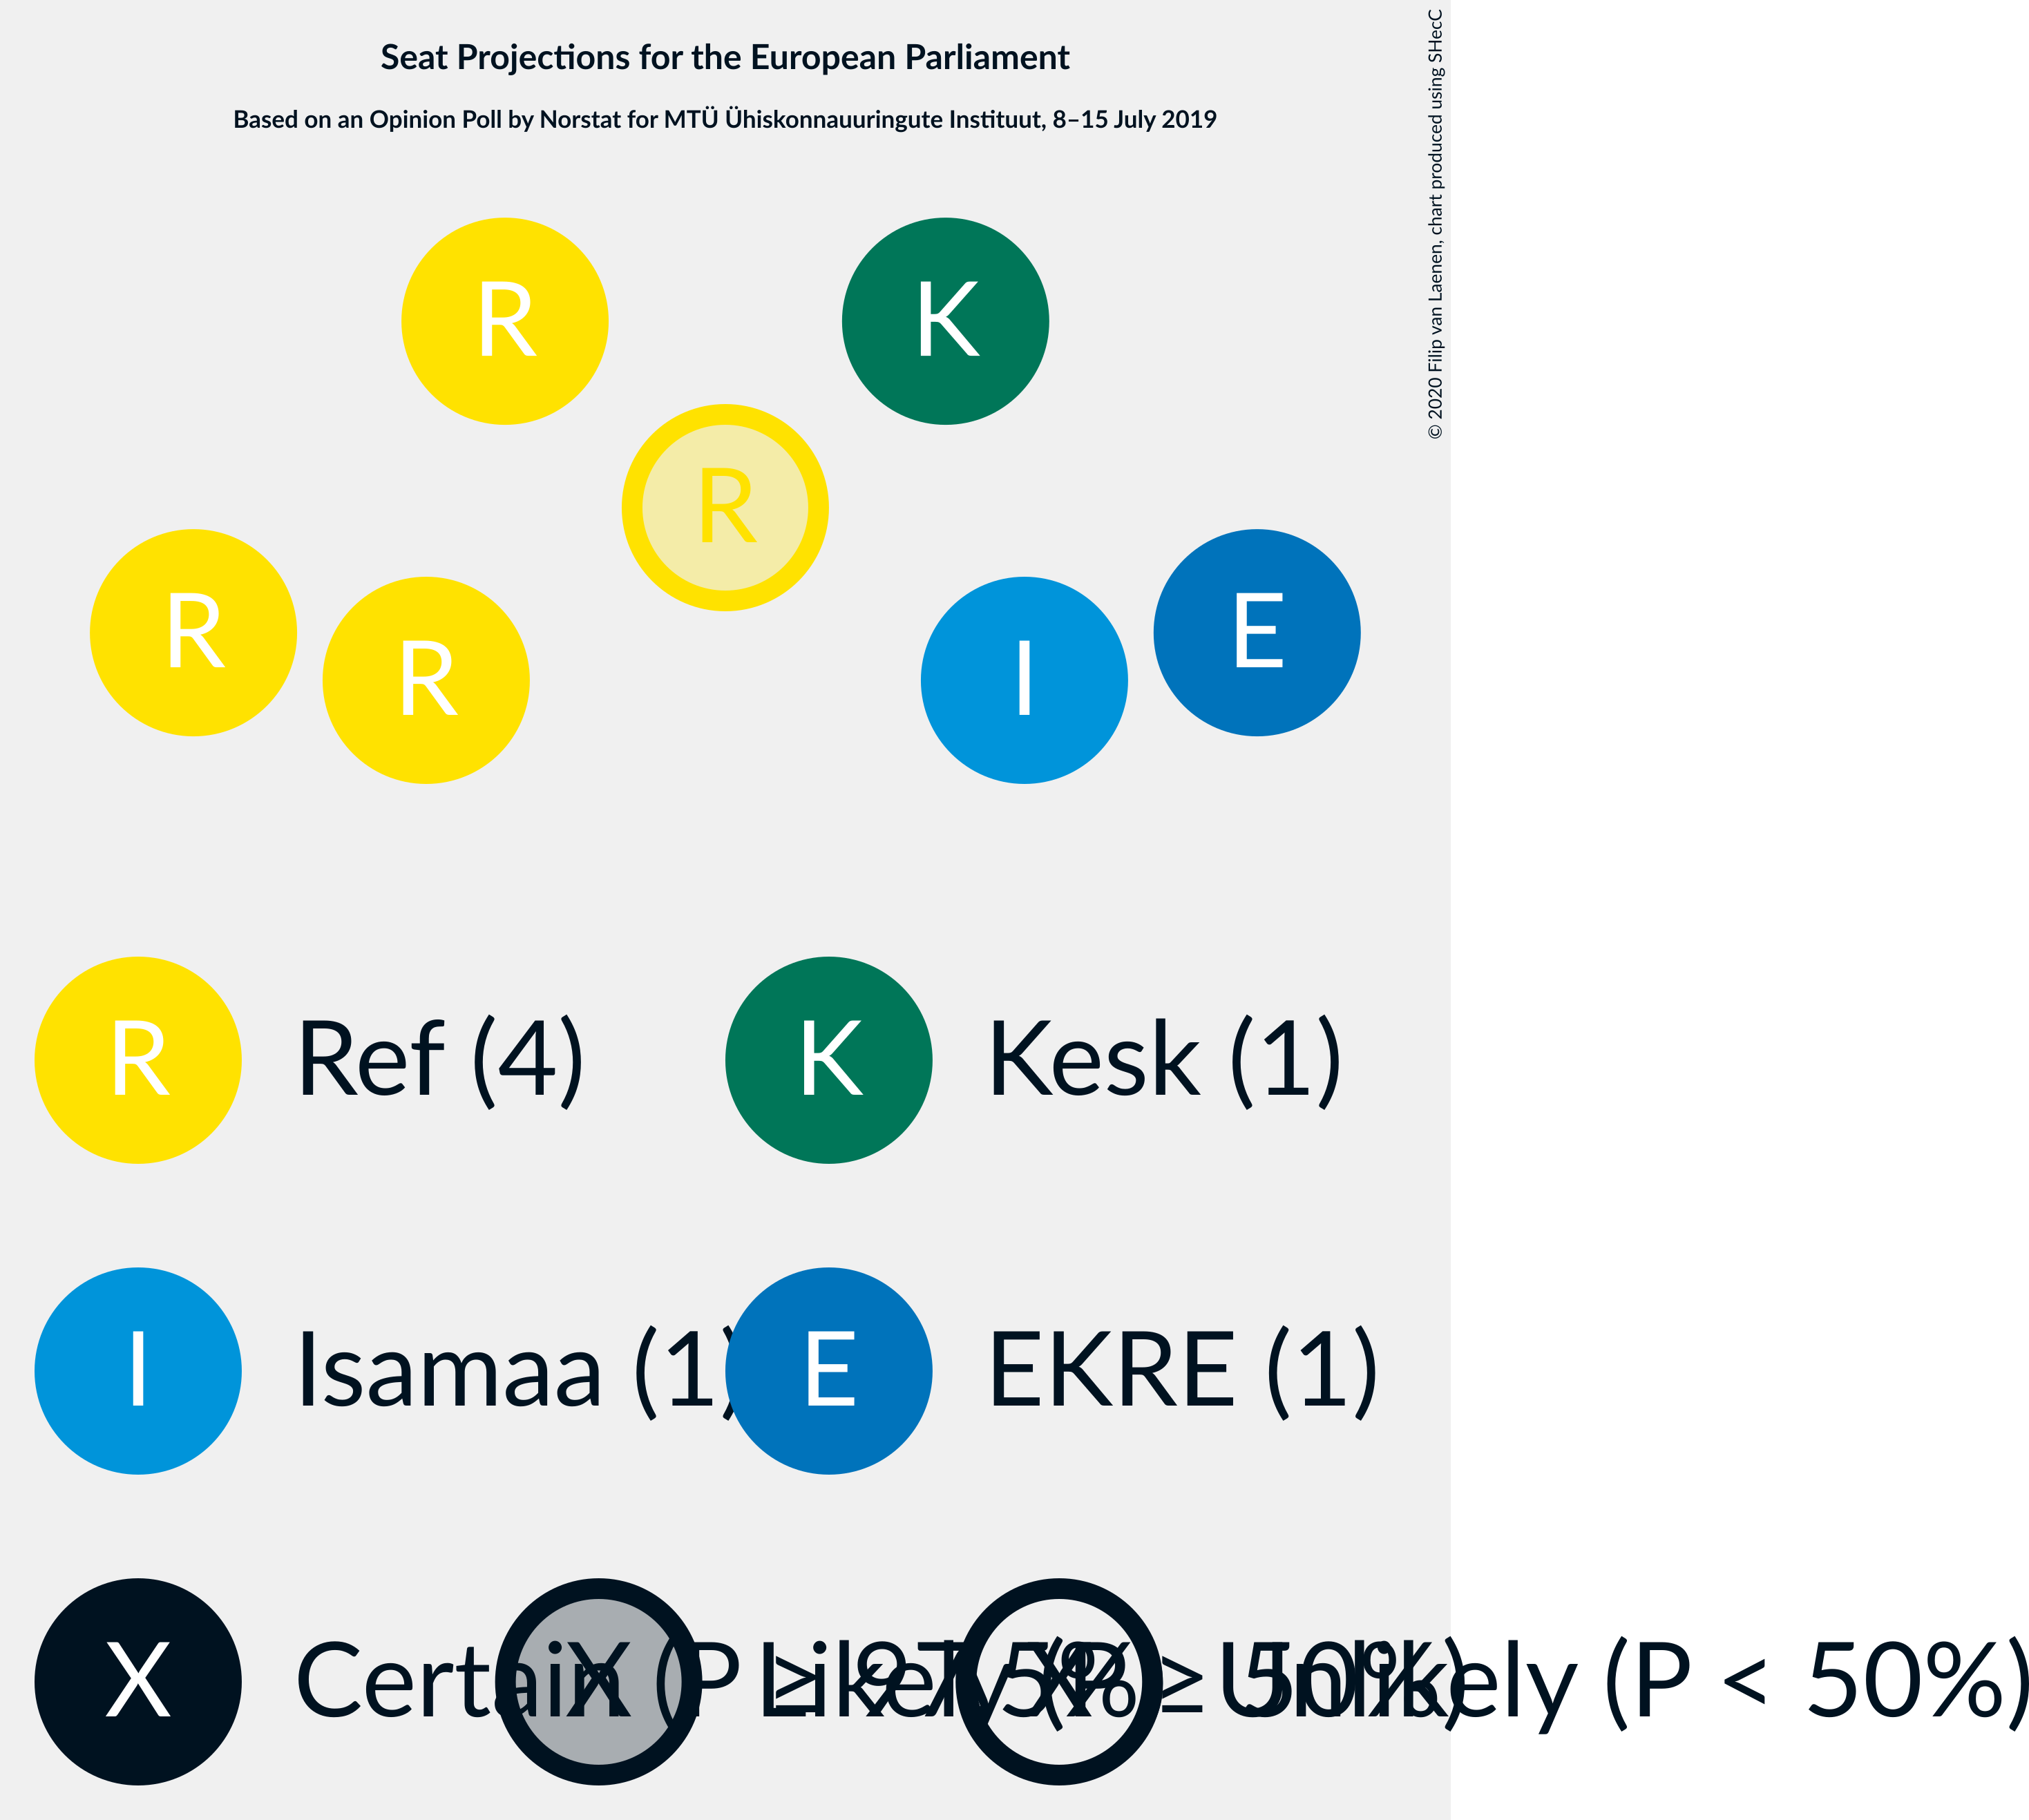 Seat Projections for the European Parliament
Based on an Opinion Poll by Norstat for MTÜ Ühiskonnauuringute Instituut, 8–15 July 2019
© 2020 Filip van Laenen, chart produced using SHecC
R
K
R
R
E
R
I
R Ref (4)
K Kesk (1)
I Isamaa (1)
E EKRE (1)
X Certain (P ≥ 97.5%)
X Likely (P ≥ 50%)
X Unlikely (P < 50%)